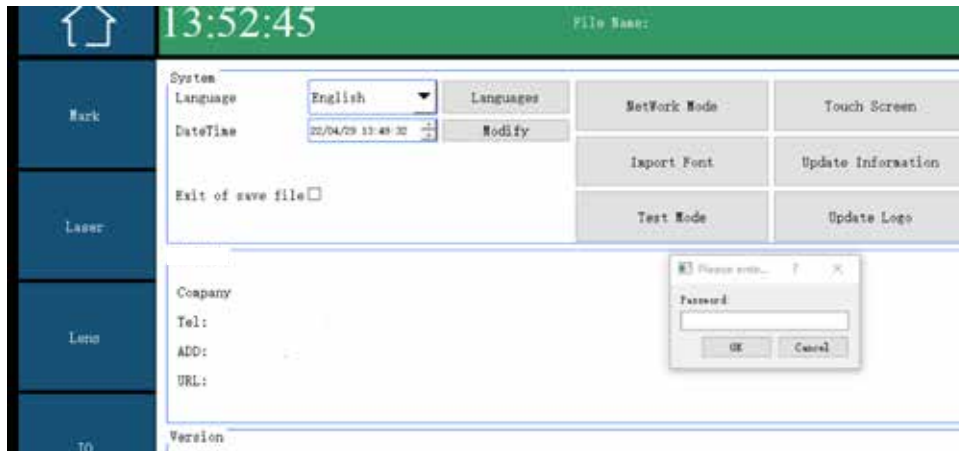 13:52:45
File Name:
System
Language
English
Languages
NetWork Mode
Touch Screen
Mark
DateTime
22/04/29 13:49:32
Modify
Import Font
Update Information
Exit of save file
Test Mode
Update Logo
Laser
Please ente...
?
Company
Password:
Tel:
Lens
OK
Cancel
ADD:
URL:
Version
IO